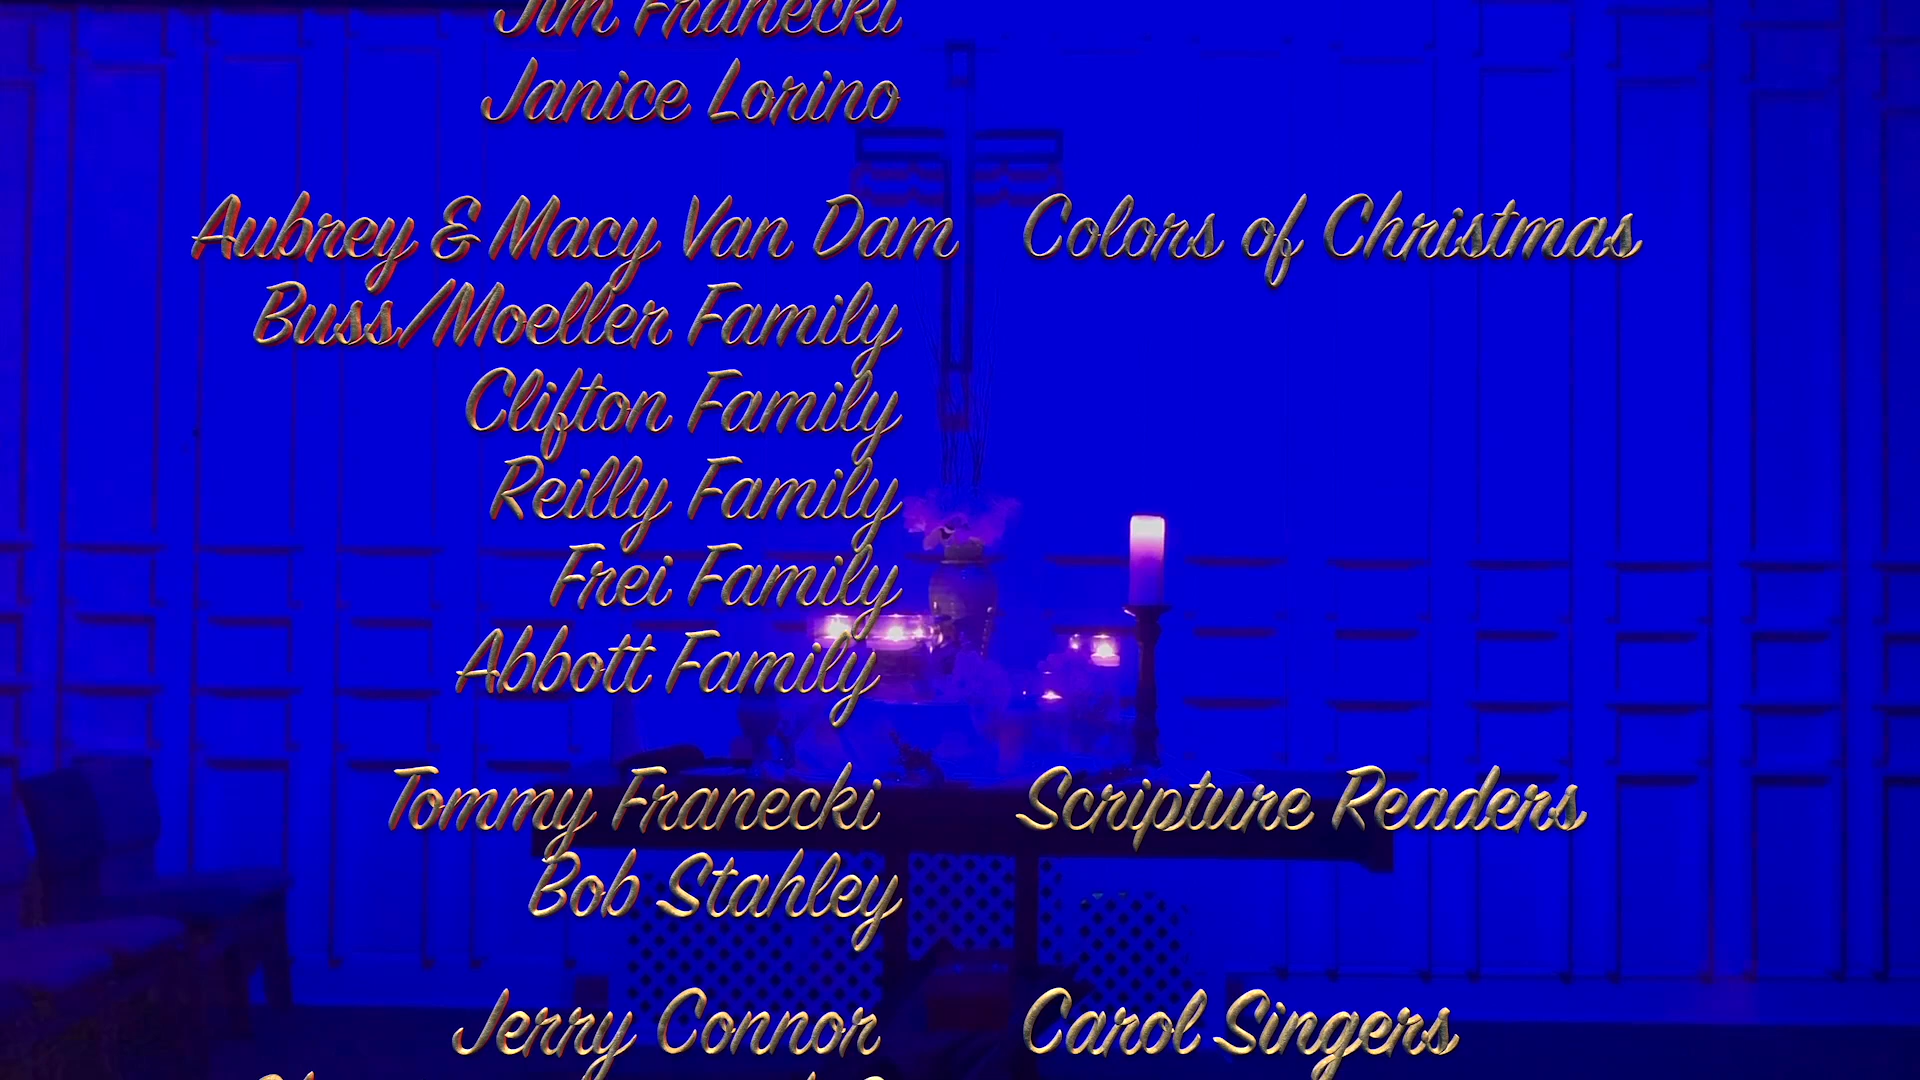 Jim Franecki
Janice Lorino
Aubrey & Macy Van Dam Colors of Christmas
Buss/Moeller Family
Clifton Family
Reilly Family
Frei Family
Abbott Family
Tommy Franecki Scripture Readers
Bob Stahley
Jerry Connor Carol Singers